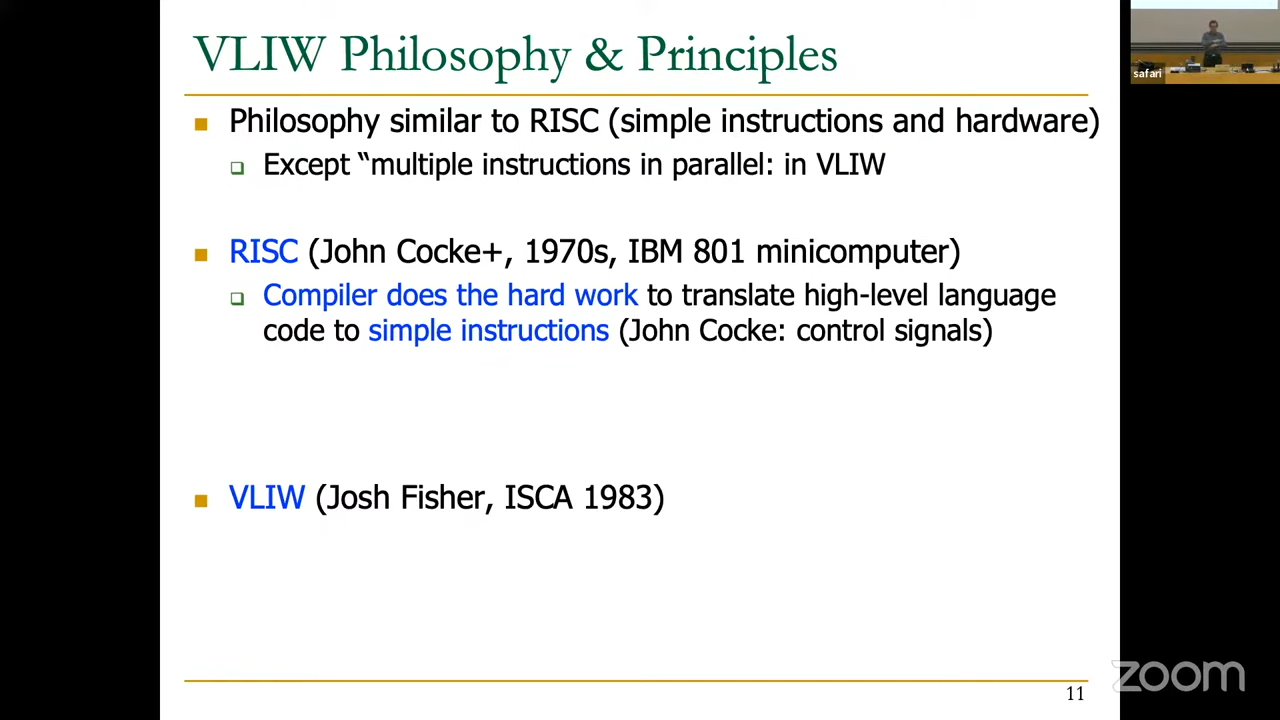 VLIW Philosophy & Principles
Philosophy similar to RISC (simple instructions and hardware)
Except “multiple instructions in parallel: in VLIW
RISC (John Cocke+, 1970s, IBM 801 minicomputer)
Compiler does the hard work to translate high-level language
code to simple instructions (John Cocke: control signals)
VLIW (Josh Fisher, ISCA 1983)
11
safari
zoom